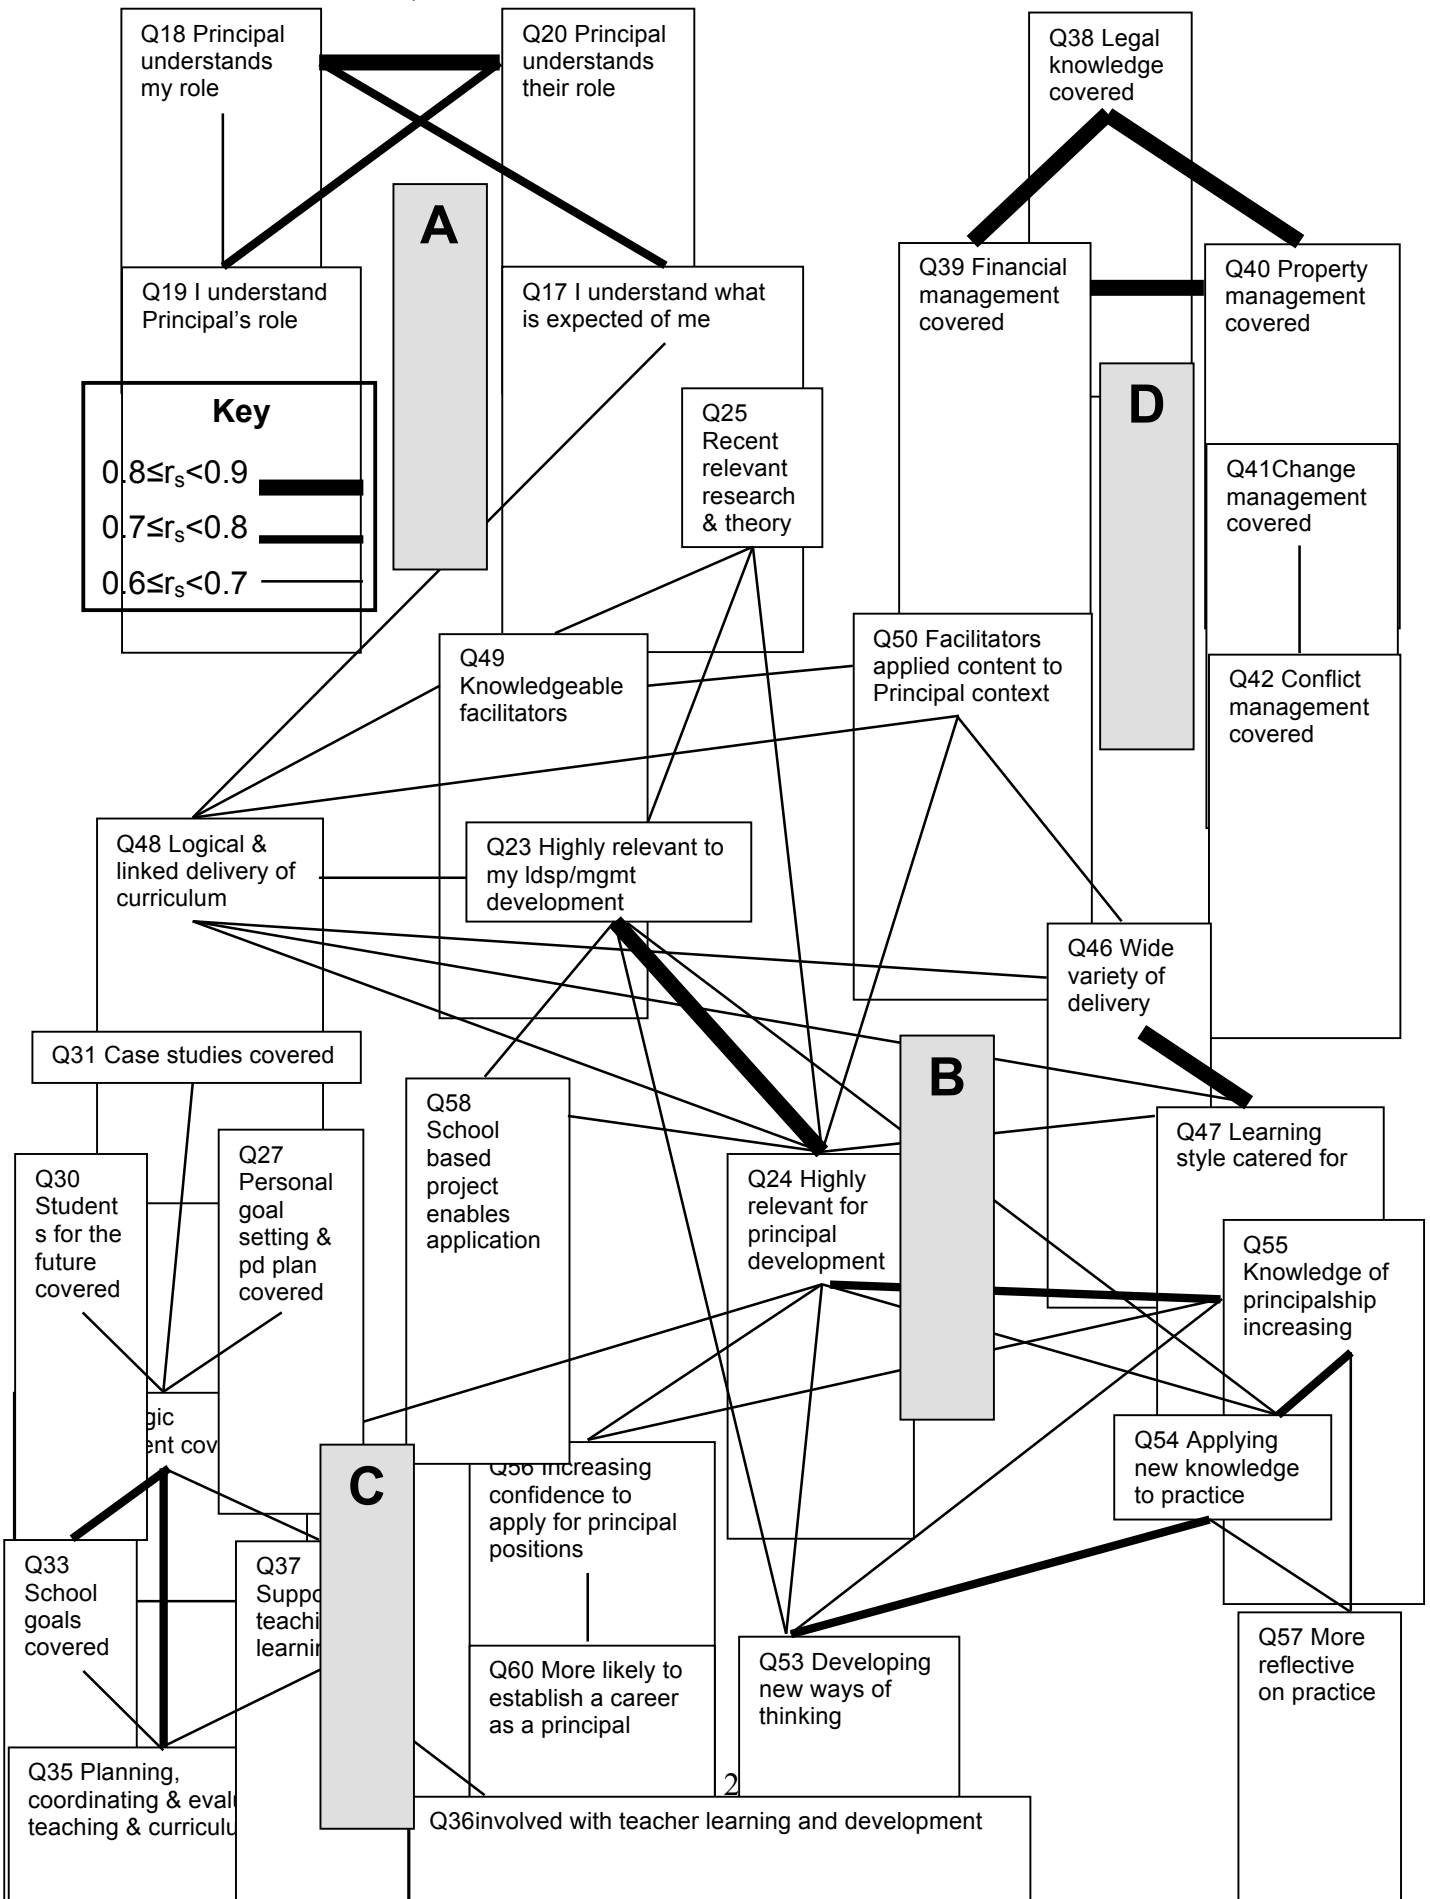 Q18 Principal
understands
my role
Q20 Principal
understands
their role
Q38 Legal
knowledge
covered
A
Q19 I understand
Principal's role
Q17 I understand what
is expected of me
Q39 Financial
management
covered
Q40 Property
management
covered
D
Key
0.8≤rs<0.9
0.7≤rs<0.8
0.6≤rs<0.7
Q25
Recent
relevant
research
& theory
Q41Change
management
covered
Q49
Knowledgeable
facilitators
Q50 Facilitators
applied content to
Principal context
Q42 Conflict
management
covered
Q48 Logical &
linked delivery of
curriculum
Q23 Highly relevant to
my ldsp/mgmt
development
Q46 Wide
variety of
delivery
Q31 Case studies covered
B
Q58
School
based
project
enables
application
Q47 Learning
style catered for
Q30
Student
s for the
future
covered
Q27
Personal
goal
setting &
pd plan
covered
Q24 Highly
relevant for
principal
development
Q55
Knowledge of
principalship
increasing
gic
ent cov
C
Q56 Increasing
confidence to
apply for principal
positions
Q54 Applying
new knowledge
to practice
Q33
School
goals
covered
Q37
Suppo
teachi
learnin
Q60 More likely to
establish a career
as a principal
Q53 Developing
new ways of
thinking
Q57 More
reflective
on practice
Q35 Planning,
coordinating & evalu
teaching & curriculu
2
Q36involved with teacher learning and development